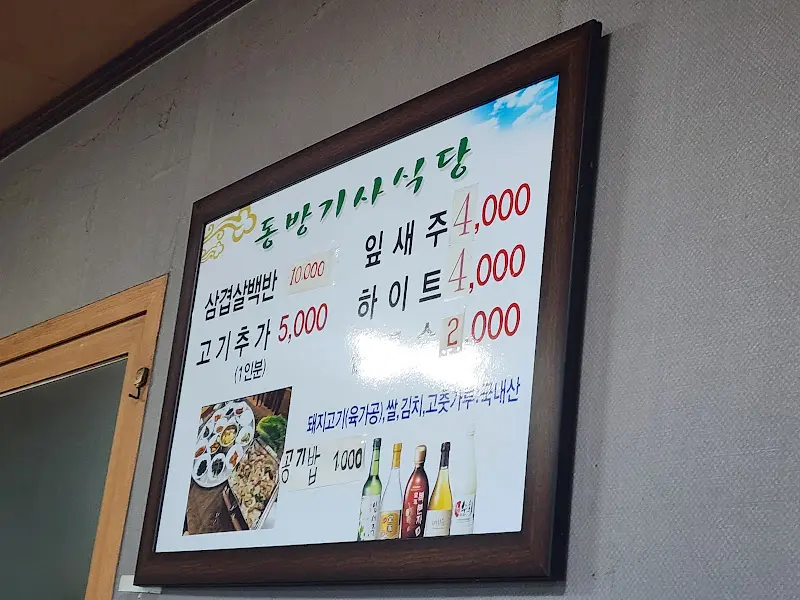 동방기사식당
삼겹살백반 10,000
고기추가 5,000
(1인분)
잎새주 4,000
하이트 4,000
2,000
돼지고기(육가공),쌀,김치,고춧가루:국내산
공기밥 1,000